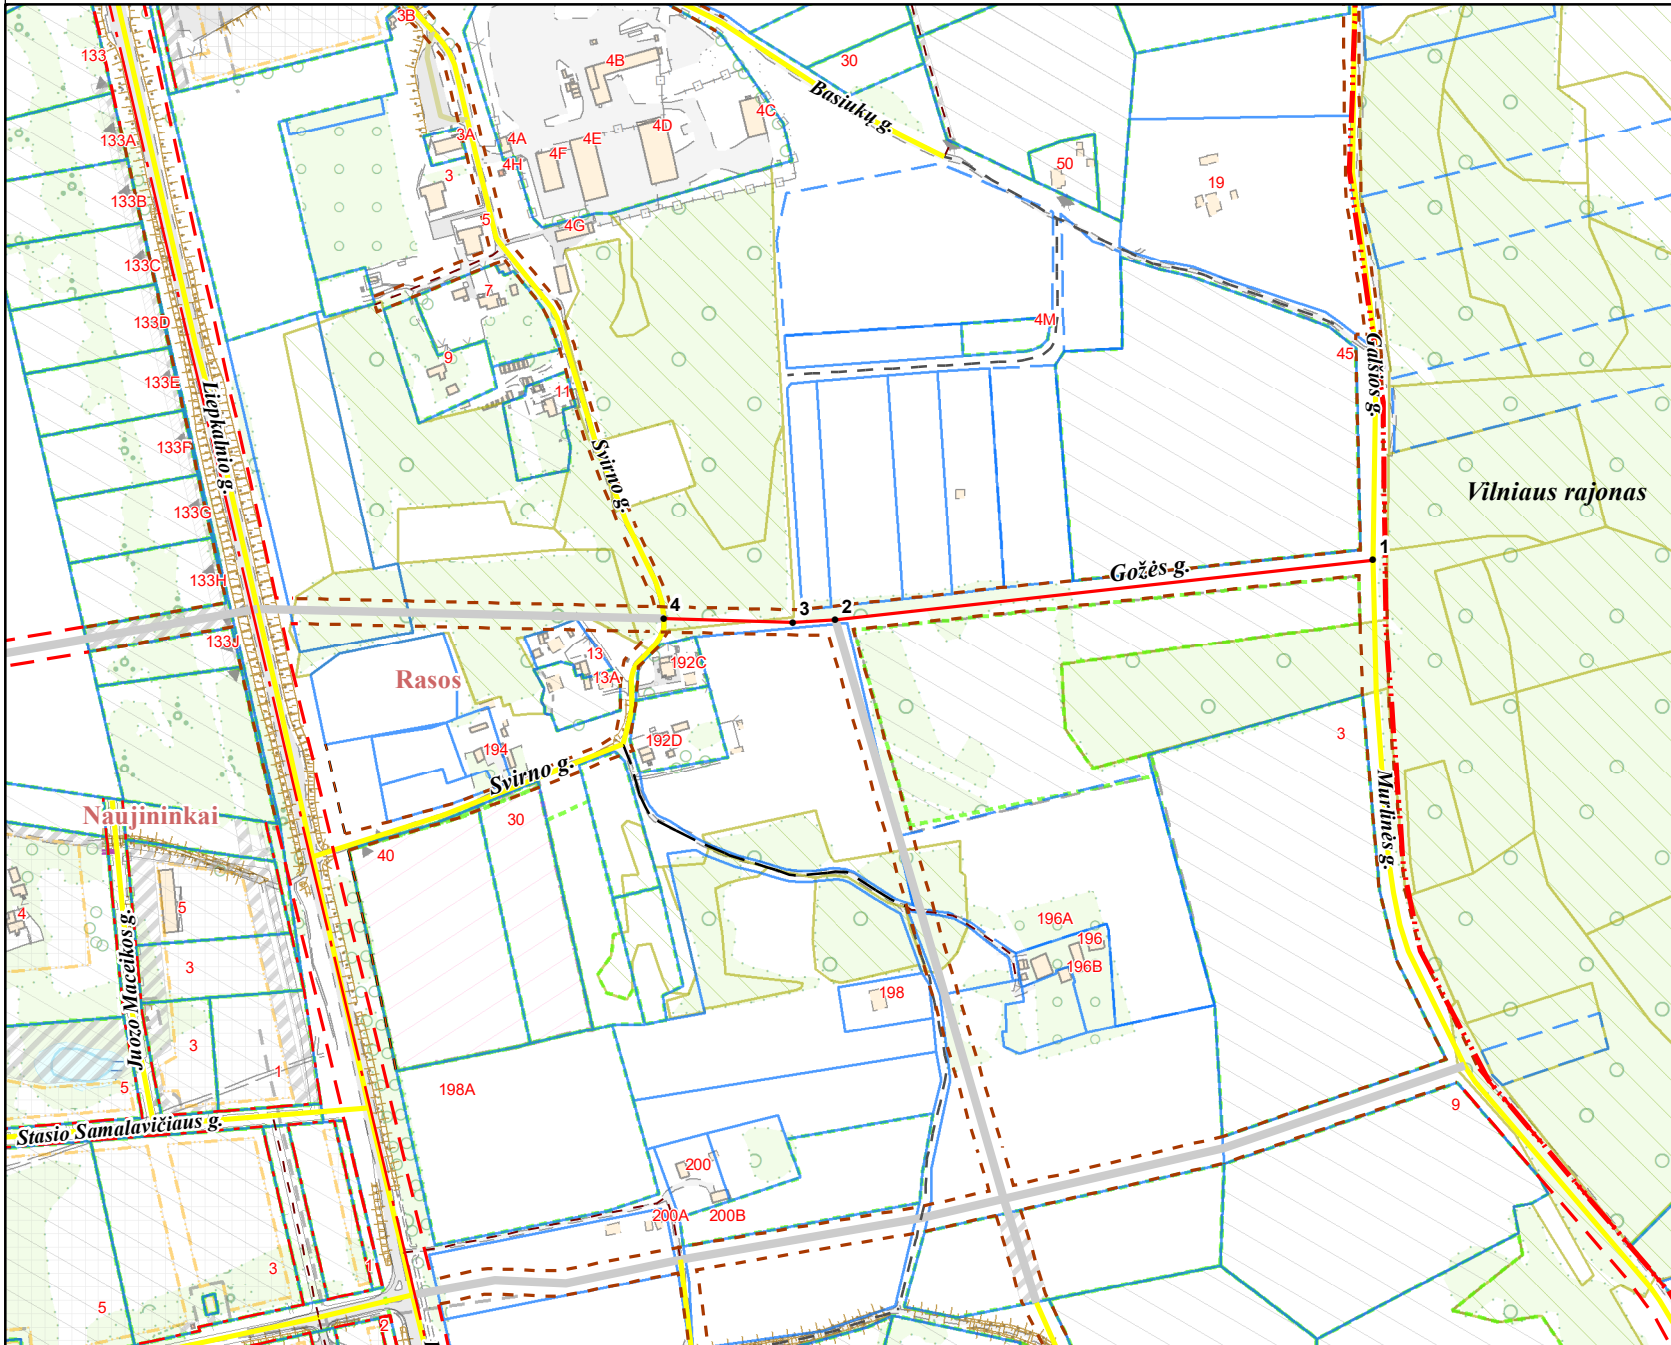 3B
133
4B
30
Basiukų g.
4C
133A
3A
4A
4E
4D
4F
4H
50
3
19
133B
5
4G
133C
7
133D
4M
45
9
Galšios g.
133E
11
Liepkalnio g.
133F
Svirno g.
Vilniaus rajonas
133G
1
Gožės g.
133H
4
3
2
133J
13
192C
Rasos
13A
3
192D
194
Svirno g.
Murlinės g.
Naujininkai
30
40
4
5
196A
196
3
196B
Juozo Maceikos g.
198
3
1
5
198A
9
Stasio Samalavičiaus g.
200
200A
200B
3
1
5
2